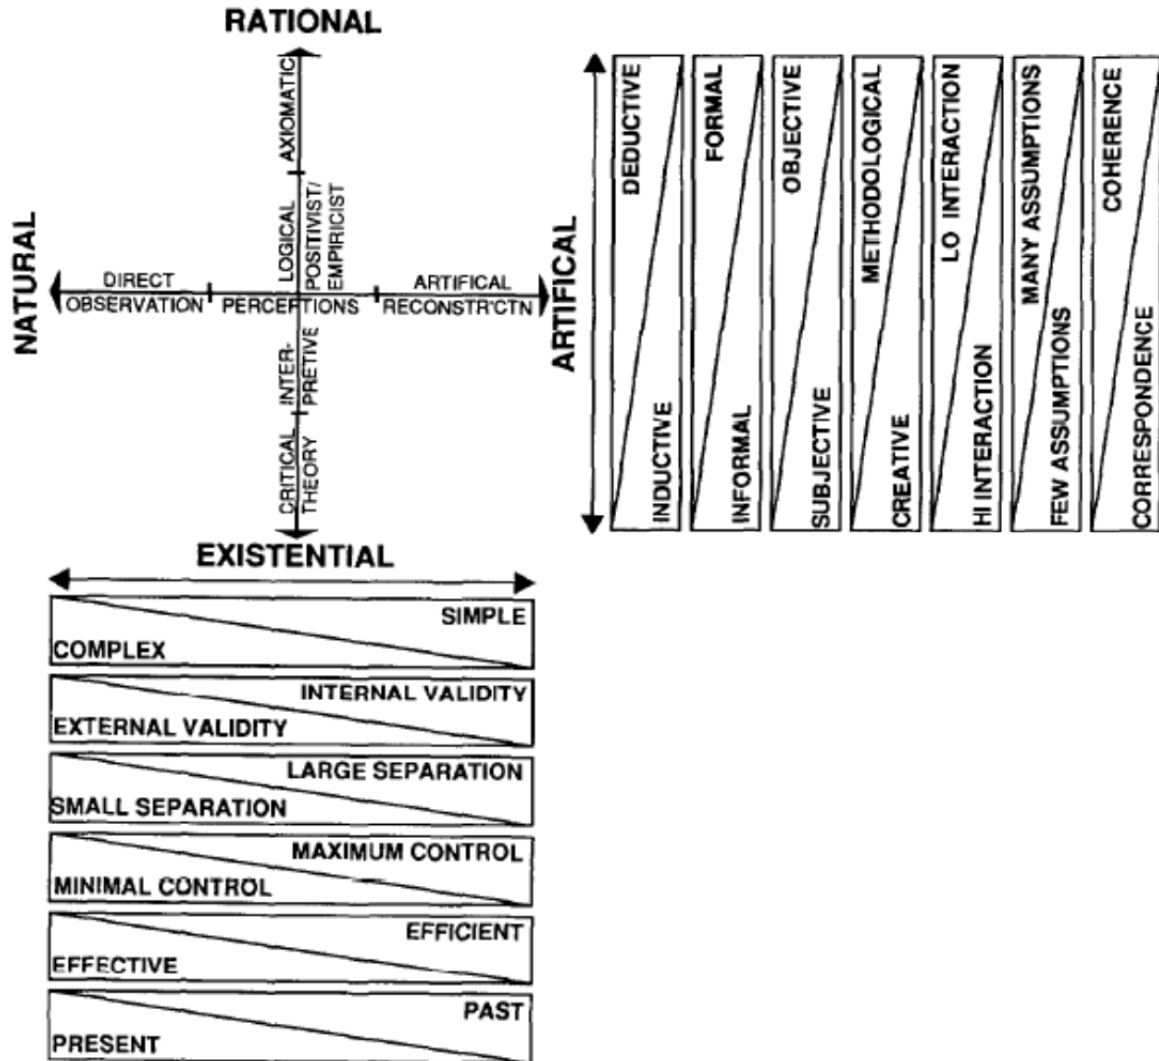 RATIONAL
AXIOMATIC
LOGICAL
POSITIVIST/
EMPIRICIST
NATURAL
DIRECT
OBSERVATION
PERCEPTIONS
ARTIFICAL
RECONSTR'CTN
ARTIFICAL
INTER-
PRETIVE
CRITICAL
THEORY
EXISTENTIAL
DEDUCTIVE
INDUCTIVE
FORMAL
INFORMAL
OBJECTIVE
SUBJECTIVE
METHODOLOGICAL
CREATIVE
LO INTERACTION
HI INTERACTION
MANY ASSUMPTIONS
FEW ASSUMPTIONS
COHERENCE
CORRESPONDENCE
SIMPLE
COMPLEX
INTERNAL VALIDITY
EXTERNAL VALIDITY
LARGE SEPARATION
SMALL SEPARATION
MAXIMUM CONTROL
MINIMAL CONTROL
EFFICIENT
EFFECTIVE
PAST
PRESENT